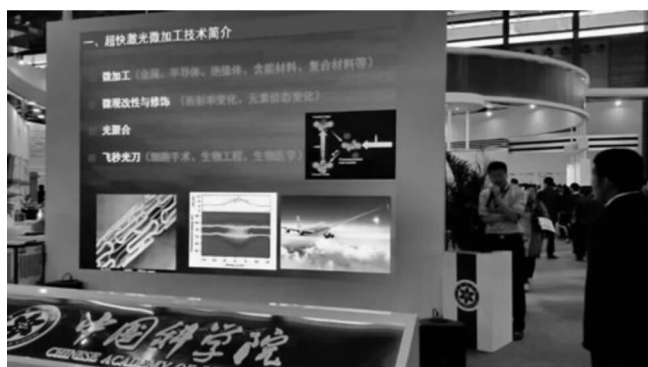 一、超快激光微加工技术简介
微加工（金属、半导体、绝缘体、含能材料、复合材料等）
微观改性与修饰（折射率变化、元素价态变化）
光聚合
飞秒光刀（细胞手术、生物工程、生物医学）
中国科学院
CHINESE ACADEMY OF